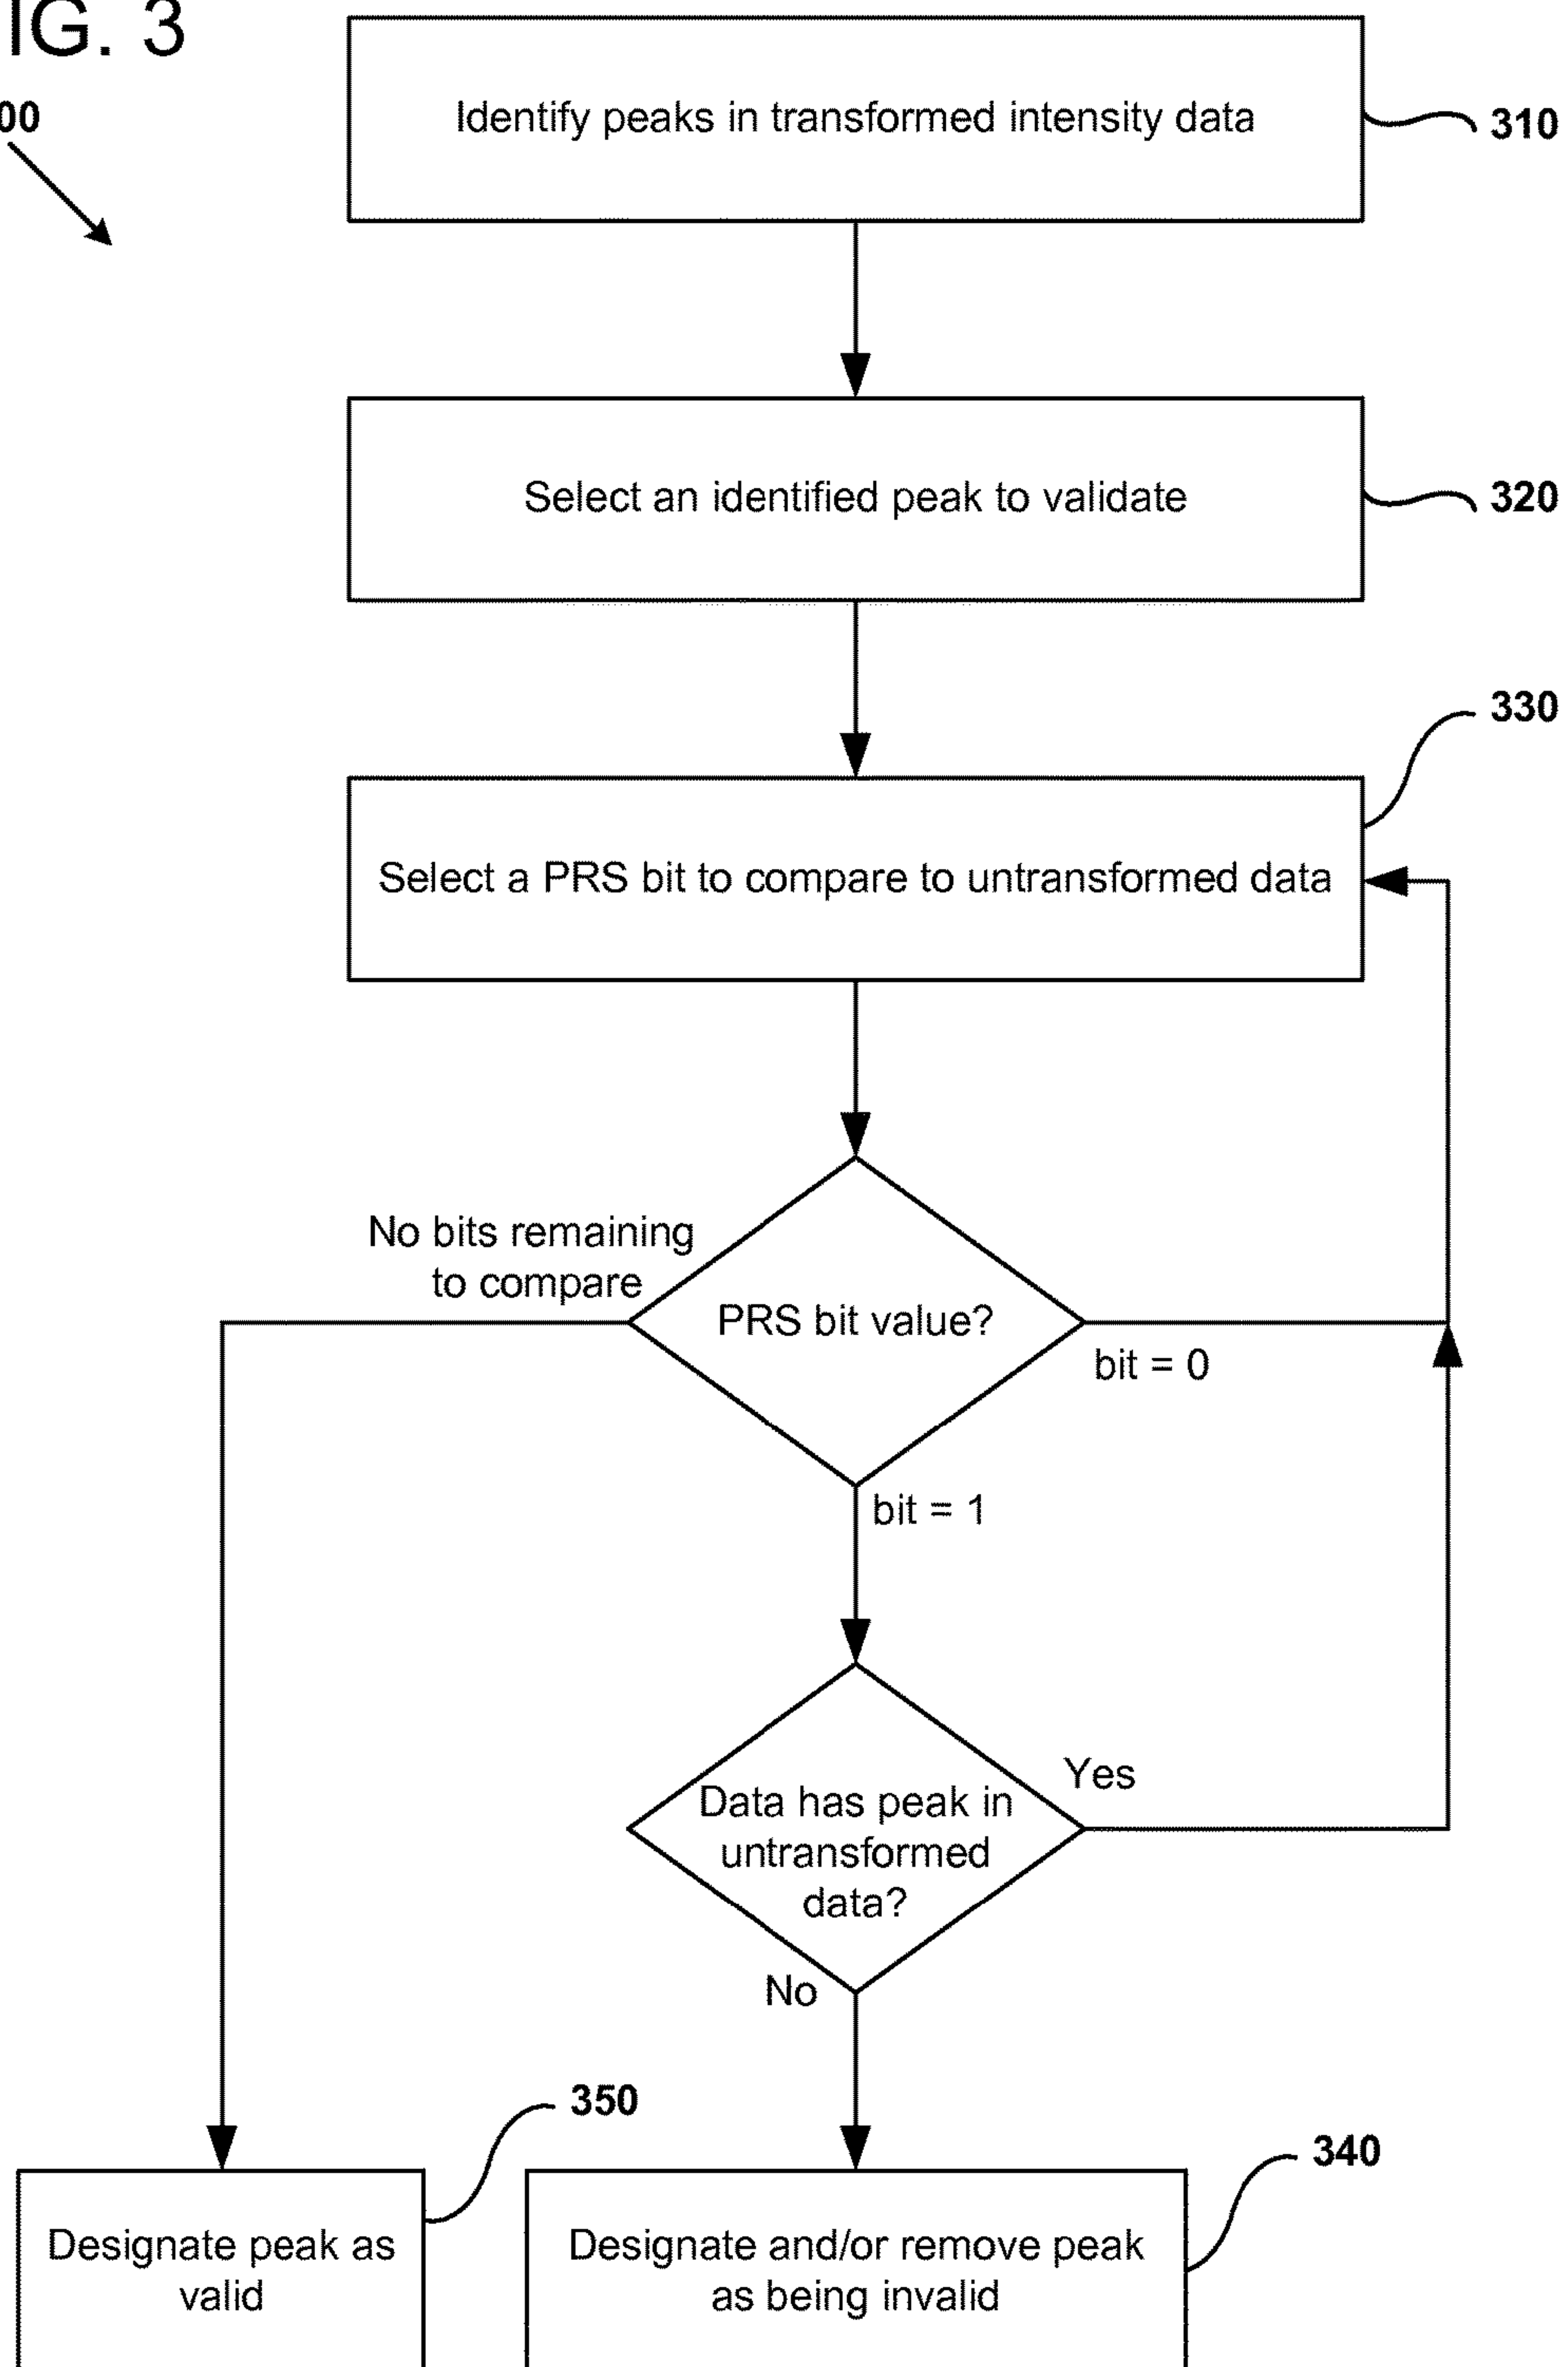 IG. 3
00
Identify peaks in transformed intensity data
310
Select an identified peak to validate
320
330
Select a PRS bit to compare to untransformed data
No bits remaining
to compare
PRS bit value?
bit = 0
bit = 1
Yes
Data has peak in
untransformed
data?
No
350
340
Designate peak as
valid
Designate and/or remove peak
as being invalid